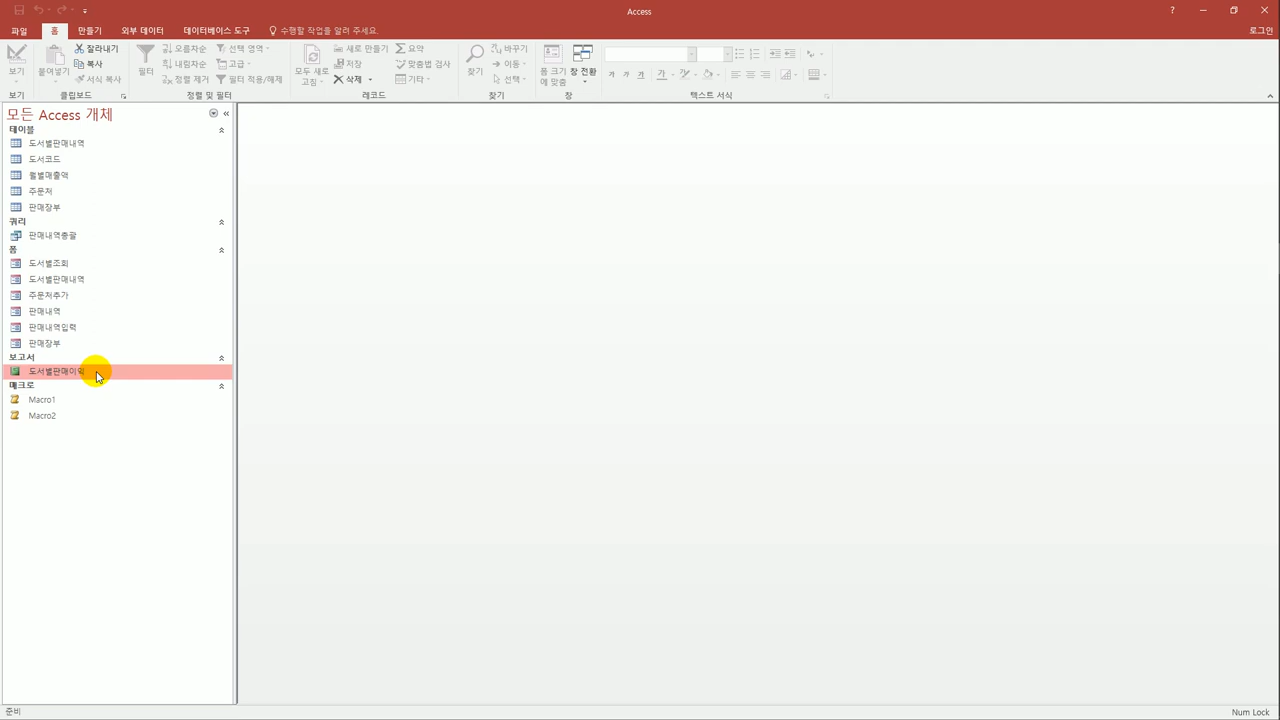 Access
로그인
파일 홈 만들기 외부 데이터 데이터베이스 도구 수행할 작업을 알려 주세요.
보기
보기
붙여넣기
잘라내기
복사
서식 복사
클립보드
필터
오름차순
내림차순
정렬 제거
선택 영역
고급
필터 적용/해제
정렬 및 필터
모두 새로
고침
새로 만들기
저장
삭제
요약
맞춤법 검사
기타
레코드
찾기
바꾸기
이동
선택
찾기
폼 크기
에 맞춤
창 전환
창
가 가 가
텍스트 서식
모든 Access 개체
테이블
도서별판매내역
도서코드
월별매출액
주문처
판매장부
쿼리
판매내역총괄
폼
도서별조회
도서별판매내역
주문처추가
판매내역
판매내역입력
판매장부
보고서
도서별판매이역
매크로
Macro1
Macro2
준비
Num Lock